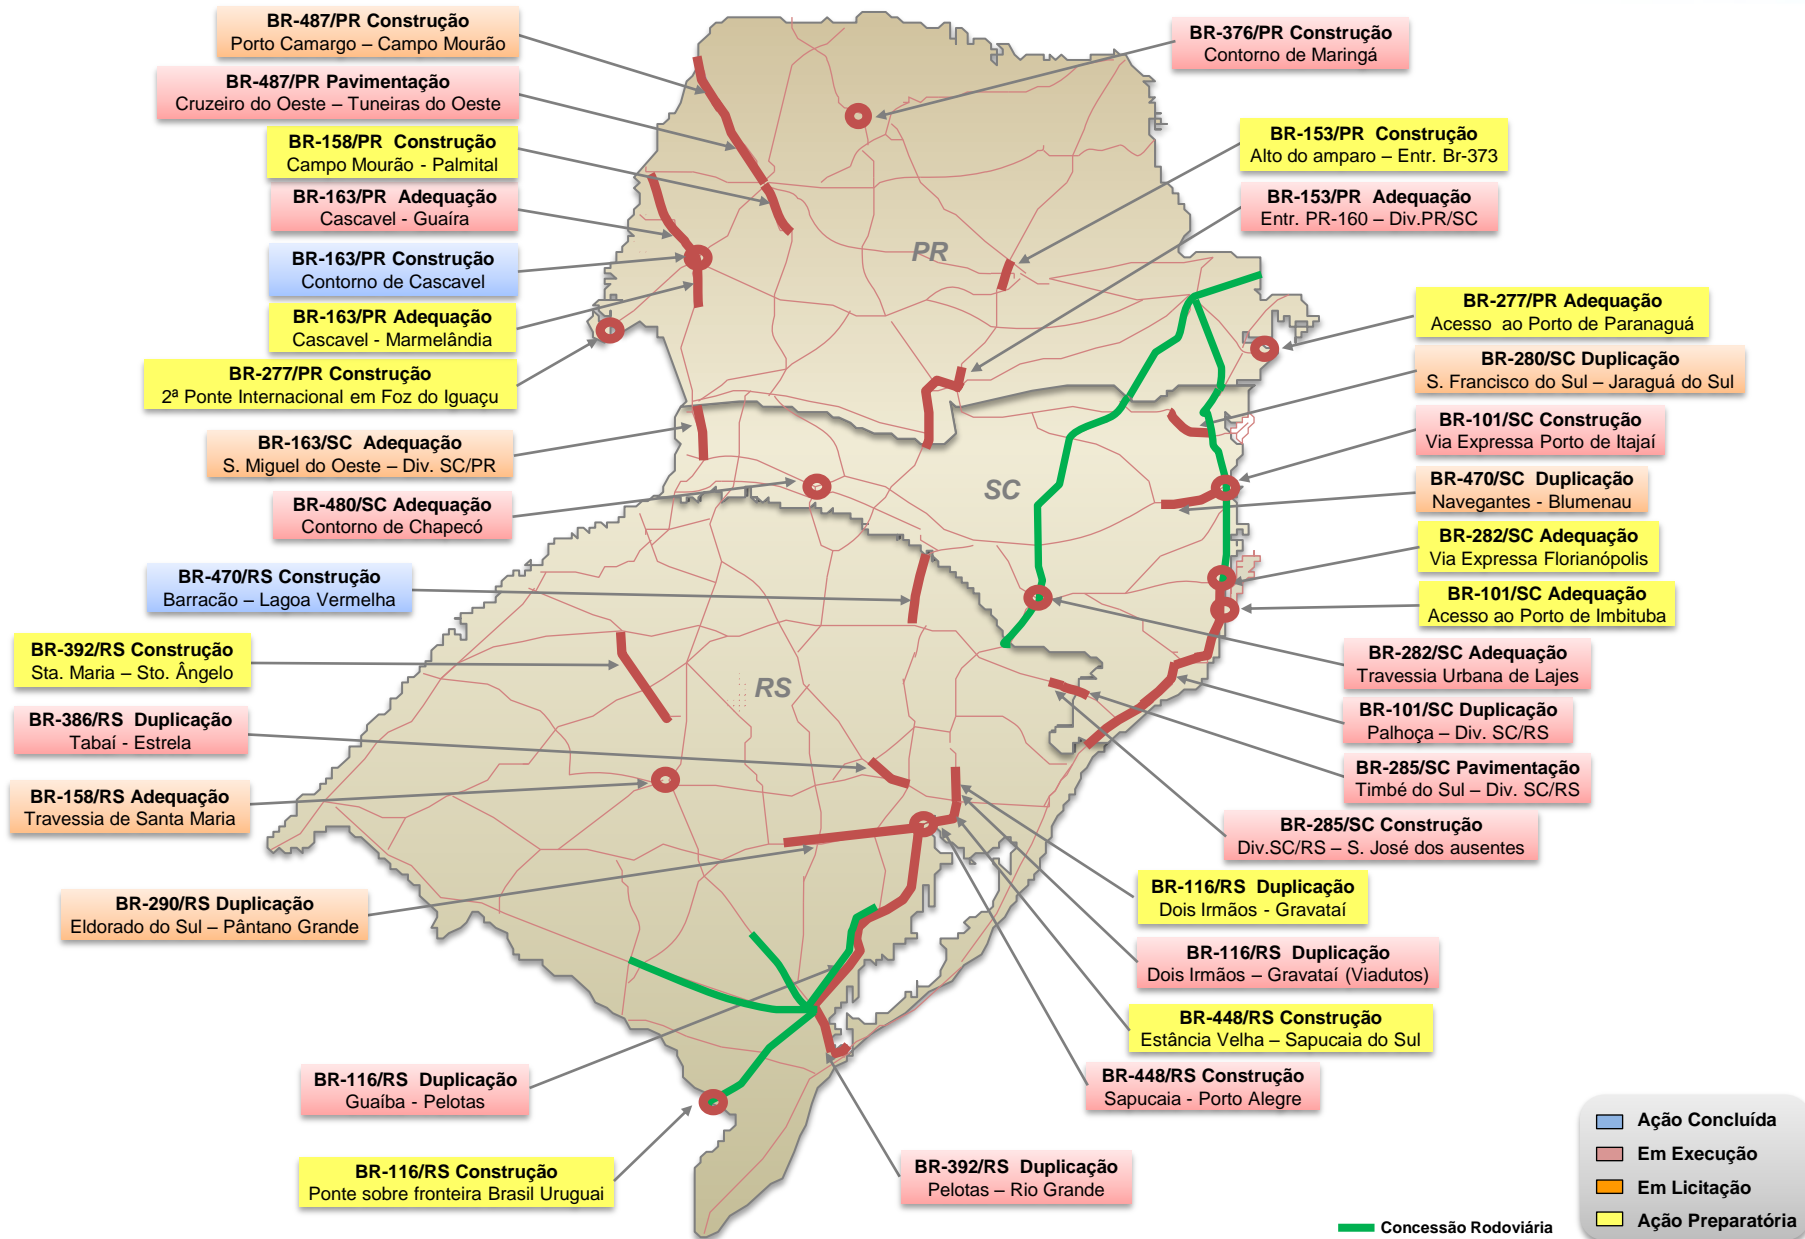 BR-487/PR Construção
Porto Camargo – Campo Mourão
BR-487/PR Pavimentação
Cruzeiro do Oeste – Tuneiras do Oeste
BR-158/PR Construção
Campo Mourão - Palmital
BR-163/PR Adequação
Cascavel - Guaíra
BR-163/PR Construção
Contorno de Cascavel
BR-163/PR Adequação
Cascavel - Marmelândia
BR-277/PR Construção
2ª Ponte Internacional em Foz do Iguaçu
BR-163/SC Adequação
S. Miguel do Oeste – Div. SC/PR
BR-480/SC Adequação
Contorno de Chapecó
BR-470/RS Construção
Barracão – Lagoa Vermelha
BR-392/RS Construção
Sta. Maria – Sto. Ângelo
BR-386/RS Duplicação
Tabaí - Estrela
BR-158/RS Adequação
Travessia de Santa Maria
BR-290/RS Duplicação
Eldorado do Sul – Pântano Grande
BR-116/RS Duplicação
Guaíba - Pelotas
BR-116/RS Construção
Ponte sobre fronteira Brasil Uruguai
PR
SC
RS
BR-376/PR Construção
Contorno de Maringá
BR-153/PR Construção
Alto do amparo – Entr. Br-373
BR-153/PR Adequação
Entr. PR-160 – Div.PR/SC
BR-277/PR Adequação
Acesso ao Porto de Paranaguá
BR-280/SC Duplicação
S. Francisco do Sul – Jaraguá do Sul
BR-101/SC Construção
Via Expressa Porto de Itajaí
BR-470/SC Duplicação
Navegantes - Blumenau
BR-282/SC Adequação
Via Expressa Florianópolis
BR-101/SC Adequação
Acesso ao Porto de Imbituba
BR-282/SC Adequação
Travessia Urbana de Lajes
BR-101/SC Duplicação
Palhoça – Div. SC/RS
BR-285/SC Pavimentação
Timbé do Sul – Div. SC/RS
BR-285/SC Construção
Div.SC/RS – S. José dos ausentes
BR-116/RS Duplicação
Dois Irmãos - Gravataí
BR-116/RS Duplicação
Dois Irmãos – Gravataí (Viadutos)
BR-448/RS Construção
Estância Velha – Sapucaia do Sul
BR-448/RS Construção
Sapucaia - Porto Alegre
BR-392/RS Duplicação
Pelotas – Rio Grande
Ação Concluída
Em Execução
Em Licitação
Ação Preparatória
Concessão Rodoviária